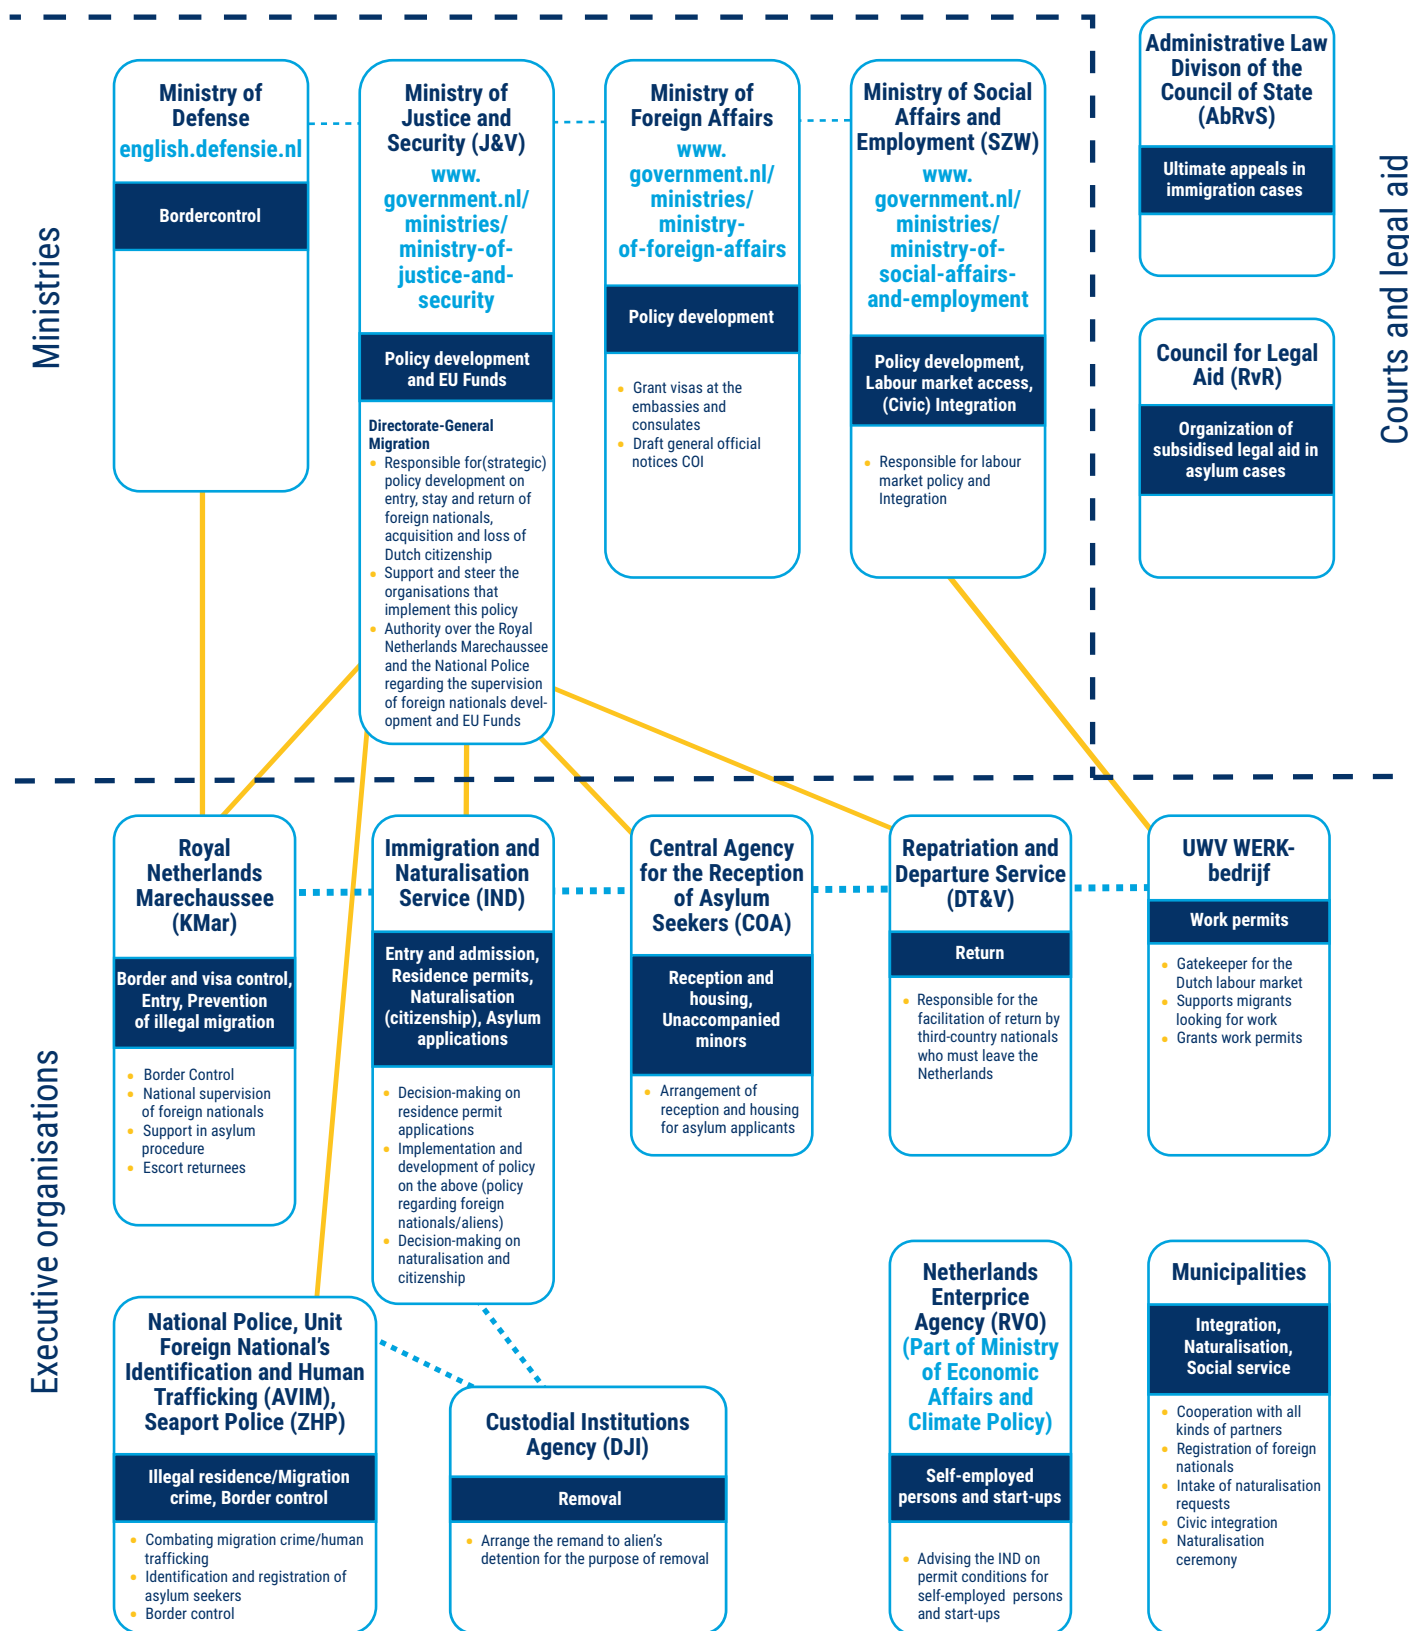 Ministries
Ministry of
Defense
english.defensie.nl
Bordercontrol
Ministry of
Justice and
Security (J&V)
www.
government.nl/
ministries/
ministry-of-
justice-and-
security
Policy development
and EU Funds
Directorate-General
Migration
• Responsible for(strategic)
policy development on
entry, stay and return of
foreign nationals,
acquisition and loss of
Dutch citizenship
• Support and steer the
organisations that
implement this policy
• Authority over the Royal
Netherlands Marechaussee
and the National Police
regarding the supervision
of foreign nationals devel-
opment and EU Funds
Ministry of
Foreign Affairs
www.
government.nl/
ministries/
ministry-
of-foreign-affairs
Policy development
• Grant visas at the
embassies and
consulates
• Draft general official
notices COI
Ministry of Social
Affairs and
Employment (SZW)
www.
government.nl/
ministries/
ministry-of-
social-affairs-
and-employment
Policy development,
Labour market access,
(Civic) Integration
• Responsible for labour
market policy and
Integration
Courts and legal aid
Administrative Law
Divison of the
Council of State
(AbRvS)
Ultimate appeals in
immigration cases
Council for Legal
Aid (RvR)
Organization of
subsidised legal aid in
asylum cases
Executive organisations
Royal
Netherlands
Marechaussee
(KMar)
Border and visa control,
Entry, Prevention
of illegal migration
• Border Control
• National supervision
of foreign nationals
• Support in asylum
procedure
• Escort returnees
Immigration and
Naturalisation
Service (IND)
Entry and admission,
Residence permits,
Naturalisation
(citizenship), Asylum
applications
• Decision-making on
residence permit
applications
• Implementation and
development of policy
on the above (policy
regarding foreign
nationals/aliens)
• Decision-making on
naturalisation and
citizenship
Central Agency
for the Reception
of Asylum
Seekers (COA)
Reception and
housing,
Unaccompanied
minors
• Arrangement of
reception and housing
for asylum applicants
Repatriation and
Departure Service
(DT&V)
Return
• Responsible for the
facilitation of return by
third-country nationals
who must leave the
Netherlands
UWV WERK-
bedrijf
Work permits
• Gatekeeper for the
Dutch labour market
• Supports migrants
looking for work
• Grants work permits
National Police, Unit
Foreign National’s
Identification and Human
Trafficking (AVIM),
Seaport Police (ZHP)
Illegal residence/Migration
crime, Border control
• Combating migration crime/human
trafficking
• Identification and registration of
asylum seekers
• Border control
Custodial Institutions
Agency (DJI)
Removal
• Arrange the remand to alien’s
detention for the purpose of removal
Netherlands
Enterprice
Agency (RVO)
(Part of Ministry
of Economic
Affairs and
Climate Policy)
Self-employed
persons and start-ups
• Advising the IND on
permit conditions for
self-employed persons
and start-ups
Municipalities
Integration,
Naturalisation,
Social service
• Cooperation with all
kinds of partners
• Registration of foreign
nationals
• Intake of naturalisation
requests
• Civic integration
• Naturalisation
ceremony